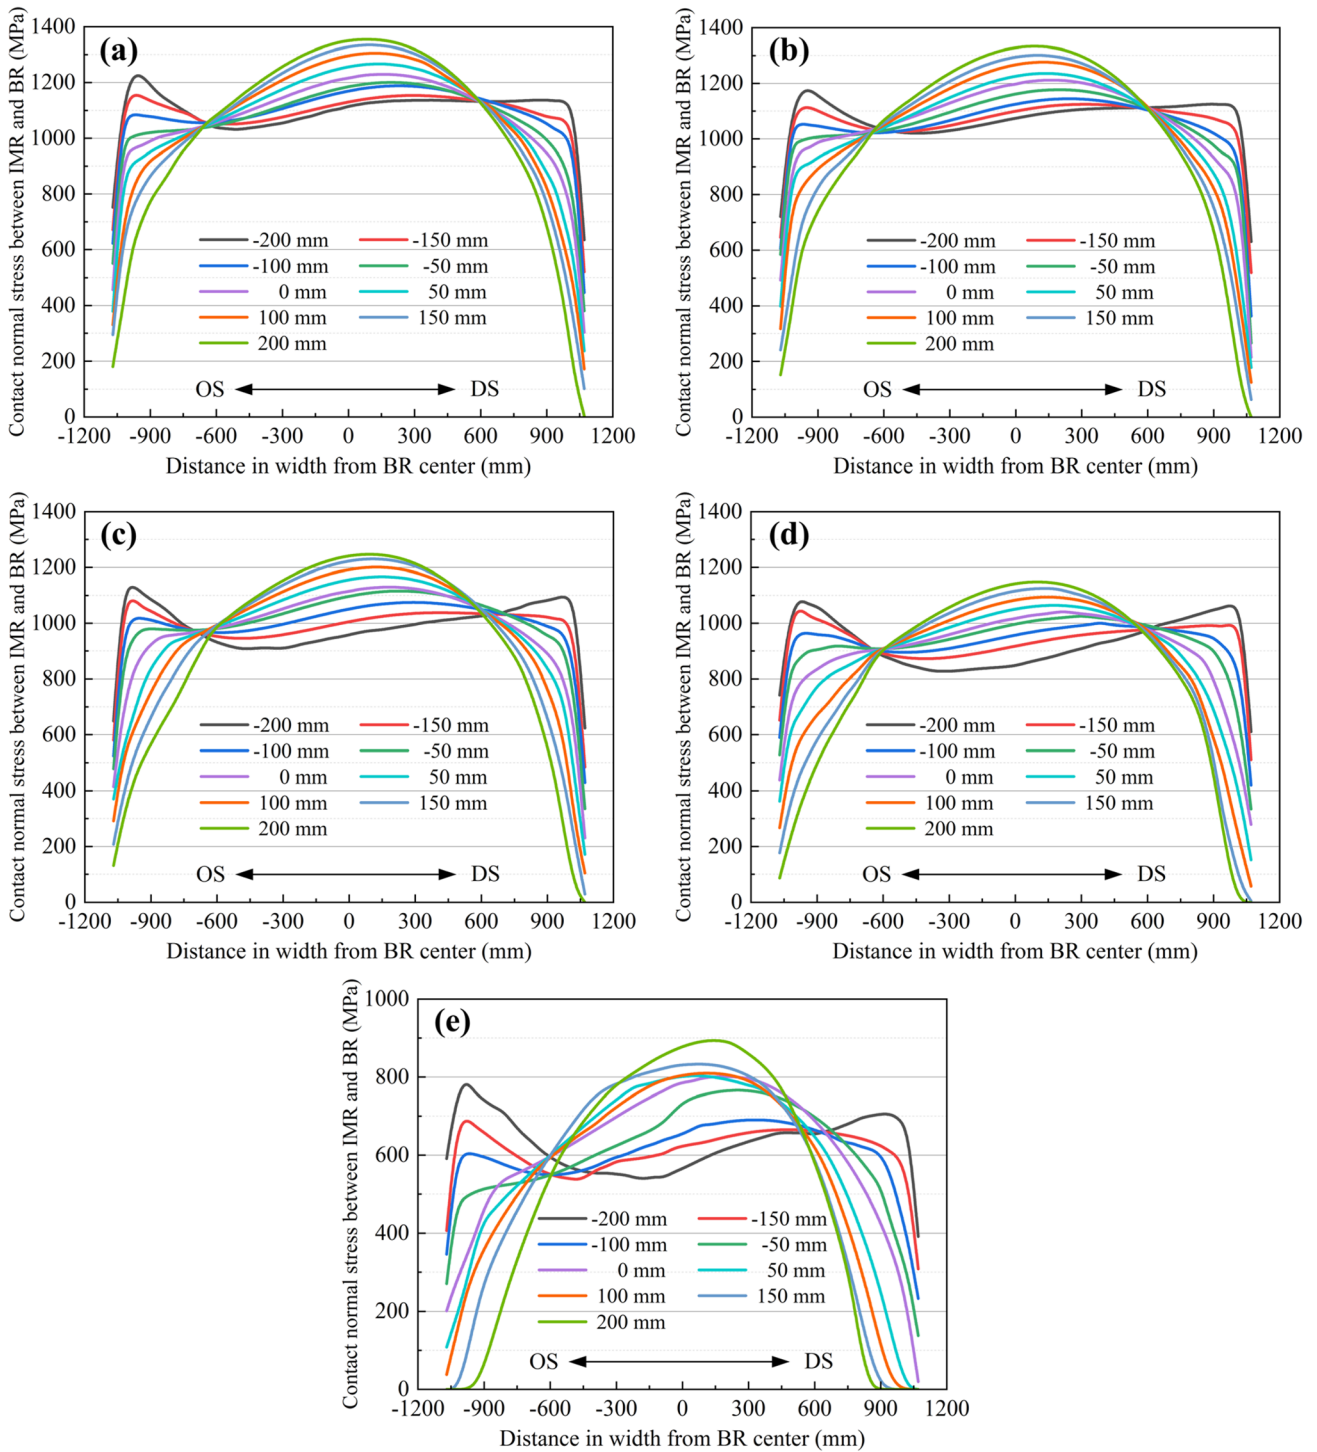 (a)
Contact normal stress between IMR and BR (MPa)
1400
1200
1000
800
600
400
200
0
-200 mm -150 mm
-100 mm -50 mm
0 mm 50 mm
100 mm 150 mm
200 mm
OS DS
-1200 -900 -600 -300 0 300 600 900 1200
Distance in width from BR center (mm)
(b)
Contact normal stress between IMR and BR (MPa)
1400
1200
1000
800
600
400
200
0
-200 mm -150 mm
-100 mm -50 mm
0 mm 50 mm
100 mm 150 mm
200 mm
OS DS
-1200 -900 -600 -300 0 300 600 900 1200
Distance in width from BR center (mm)
(c)
Contact normal stress between IMR and BR (MPa)
1400
1200
1000
800
600
400
200
0
-200 mm -150 mm
-100 mm -50 mm
0 mm 50 mm
100 mm 150 mm
200 mm
OS DS
-1200 -900 -600 -300 0 300 600 900 1200
Distance in width from BR center (mm)
(d)
Contact normal stress between IMR and BR (MPa)
1400
1200
1000
800
600
400
200
0
-200 mm -150 mm
-100 mm -50 mm
0 mm 50 mm
100 mm 150 mm
200 mm
OS DS
-1200 -900 -600 -300 0 300 600 900 1200
Distance in width from BR center (mm)
(e)
Contact normal stress between IMR and BR (MPa)
1000
800
600
400
200
0
-200 mm -150 mm
-100 mm -50 mm
0 mm 50 mm
100 mm 150 mm
200 mm
OS DS
-1200 -900 -600 -300 0 300 600 900 1200
Distance in width from BR center (mm)